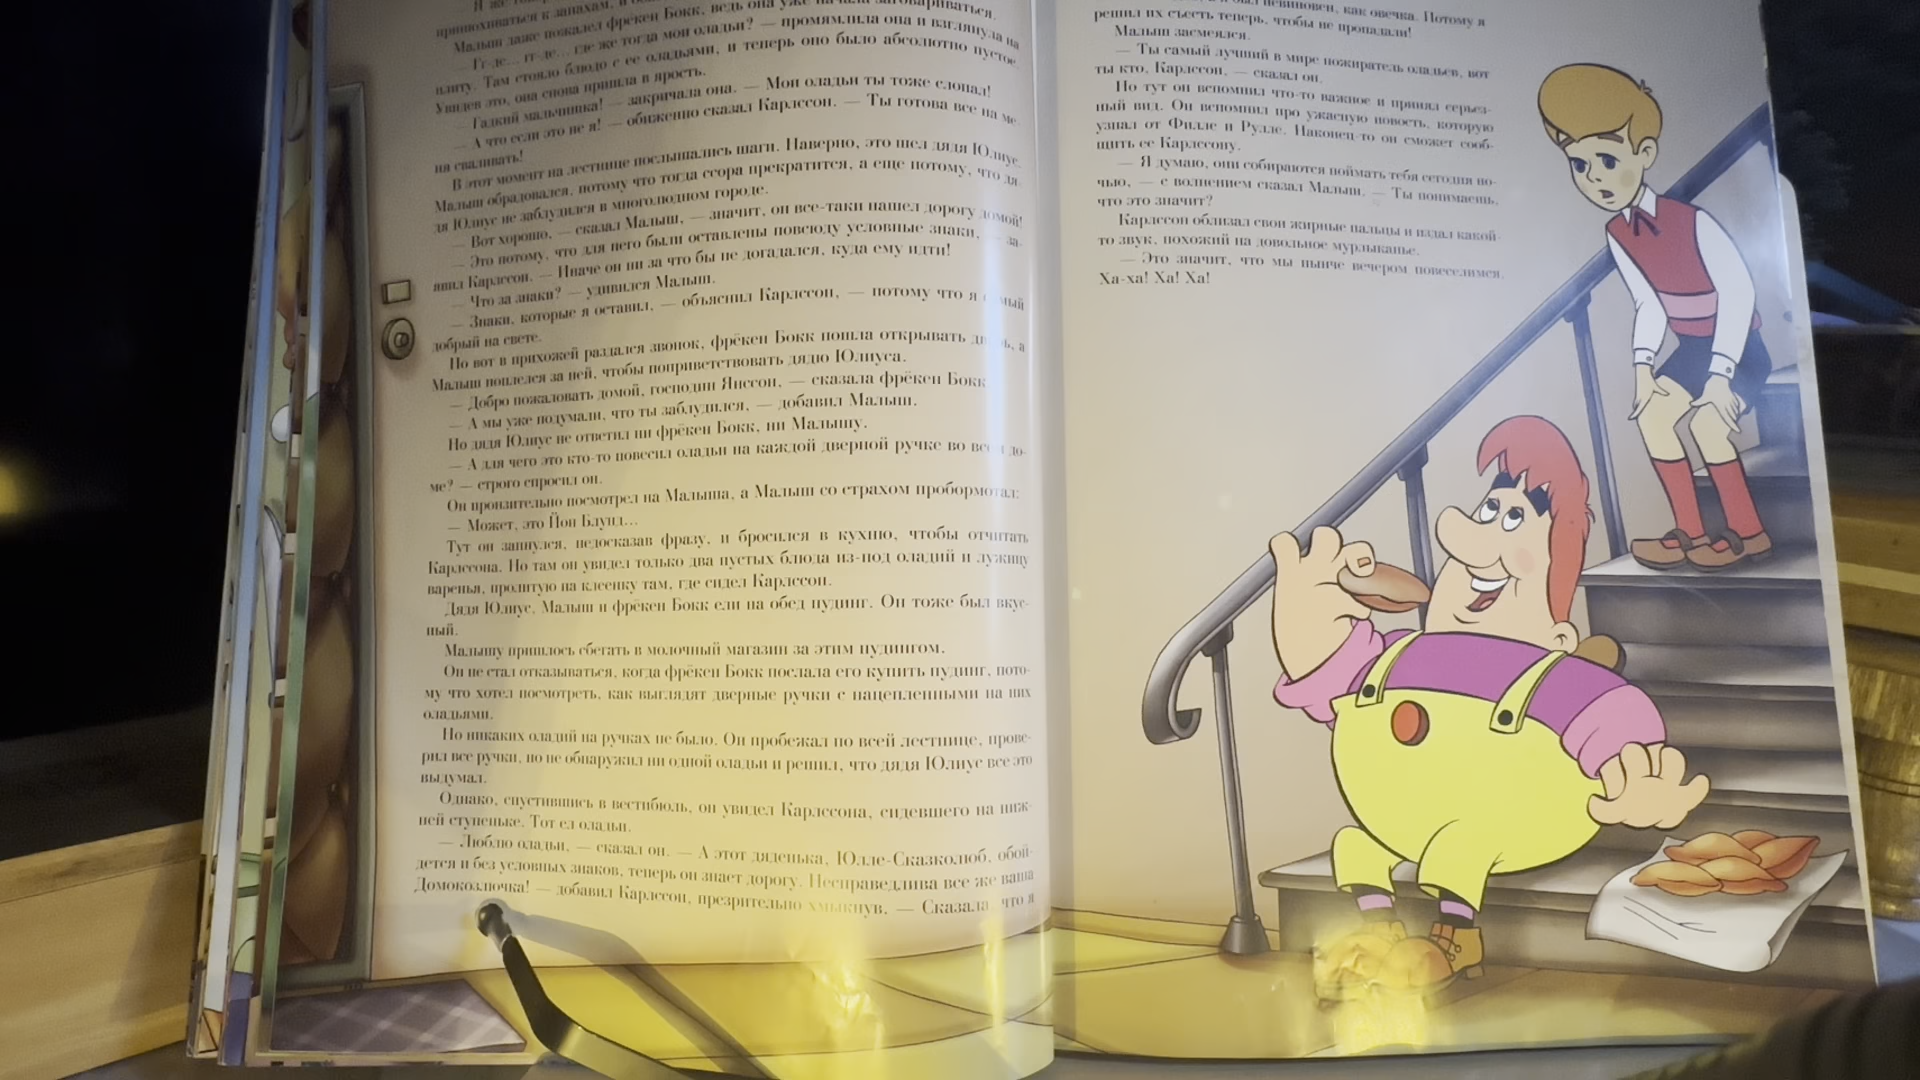 Я же
принюхиваться к запахам, и
Малыш даже пожалел фрёкен Бокк, ведь она уже начала заговариваться.
— Гг-де... гг-де... где же тогда мои оладьи? — промямлила она и взглянула на
плиту. Там стояло блюдо с ее оладьями, и теперь оно было абсолютно пустое.
Увидев это, она снова пришла в ярость.
— Гадкий мальчишка! — закричала она. — Мои оладьи ты тоже слопал!
— А что если это не я! — обиженно сказал Карлссон. — Ты готова все на ме-
ня сваливать!
В этот момент на лестнице послышались шаги. Наверно, это шел дядя Юлиус.
Малыш обрадовался, потому что тогда ссора прекратится, а еще потому, что дя-
дя Юлиус не заблудился в многолюдном городе.
— Вот хорошо, — сказал Малыш, — значит, он все-таки нашел дорогу домой!
— Это потому, что для него были оставлены повсюду условные знаки, — за-
явил Карлссон. — Иначе он ни за что бы не догадался, куда ему идти!
— Что за знаки? — удивился Малыш.
— Знаки, которые я оставил, — объяснил Карлссон, — потому что я самый
добрый на свете.
Но вот в прихожей раздался звонок, фрёкен Бокк пошла открывать дверь, а
Малыш поплелся за ней, чтобы поприветствовать дядю Юлиуса.
— Добро пожаловать домой, господин Янссон, — сказала фрёкен Бокк
— А мы уже подумали, что ты заблудился, — добавил Малыш.
Но дядя Юлиус не ответил ни фрёкен Бокк, ни Малышу.
— А для чего это кто-то повесил оладьи на каждой дверной ручке во всем до-
ме? — строго спросил он.
Он пронзительно посмотрел на Малыша, а Малыш со страхом пробормотал:
— Может, это Йон Блунд...
Тут он запнулся, недосказав фразу, и бросился в кухню, чтобы отчитать
Карлссона. Но там он увидел только два пустых блюда из-под оладий и лужицу
варенья, пролитую на клеенку там, где сидел Карлссон.
Дядя Юлиус, Малыш и фрёкен Бокк ели на обед пудинг. Он тоже был вкус-
ный.
Малышу пришлось сбегать в молочный магазин за этим пудингом.
Он не стал отказываться, когда фрёкен Бокк послала его купить пудинг, пото-
му что хотел посмотреть, как выглядят дверные ручки с нацепленными на них
оладьями.
Но никаких оладий на ручках не было. Он пробежал по всей лестнице, прове-
рил все ручки, но не обнаружил ни одной оладьи и решил, что дядя Юлиус все это
выдумал.
Однако, спустившись в вестибюль, он увидел Карлссона, сидевшего на ниж-
ней ступеньке. Тот ел оладьи.
— Люблю оладьи, — сказал он. — А этот дяденька, Юлле-Сказколюб, обой-
дется и без условных знаков, теперь он знает дорогу. Несправедлива все же ваша
Домокозлючка! — добавил Карлссон, презрительно хмыкнув. — Сказала, что я
невиновен, как овечка. Потому я
решил их съесть теперь, чтобы не пропадали!
Малыш засмеялся.
— Ты самый лучший в мире пожиратель оладьев, вот
ты кто, Карлссон, — сказал он.
Но тут он вспомнил что-то важное и принял серьез-
ный вид. Он вспомнил про ужасную новость, которую
узнал от Филле и Рулле. Наконец-то он сможет сооб-
щить ее Карлссону.
— Я думаю, они собираются поймать тебя сегодня но-
чью, — с волнением сказал Малыш. — Ты понимаешь,
что это значит?
Карлссон облизал свои жирные пальцы и издал какой-
то звук, похожий на довольное мурлыканье.
— Это значит, что мы нынче вечером повеселимся.
Ха-ха! Ха! Ха!